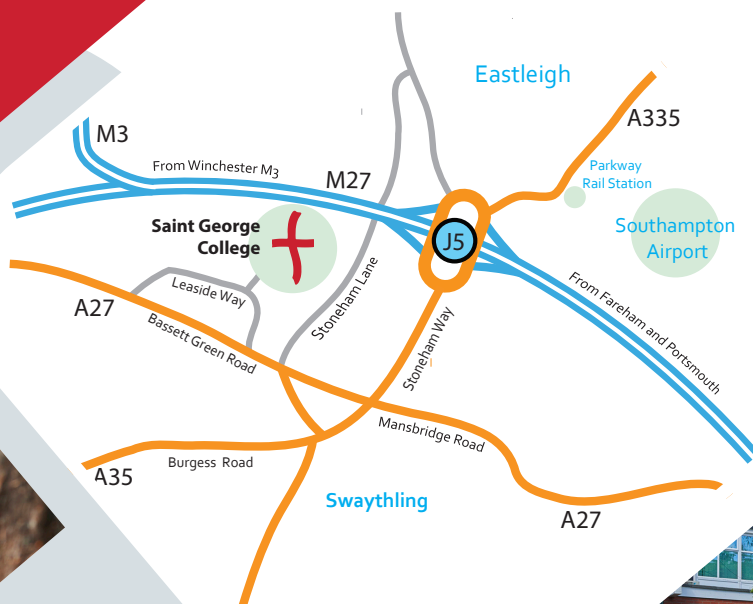 Eastleigh
A335
M3
From Winchester M3
M27
Parkway
Rail Station
Saint George
College
J5
Southampton
Airport
Leaside Way
Stoneham Lane
A27
Bassett Green Road
Stoneham Way
From Fareham and Portsmouth
Mansbridge Road
Burgess Road
A35
Swaythling
A27